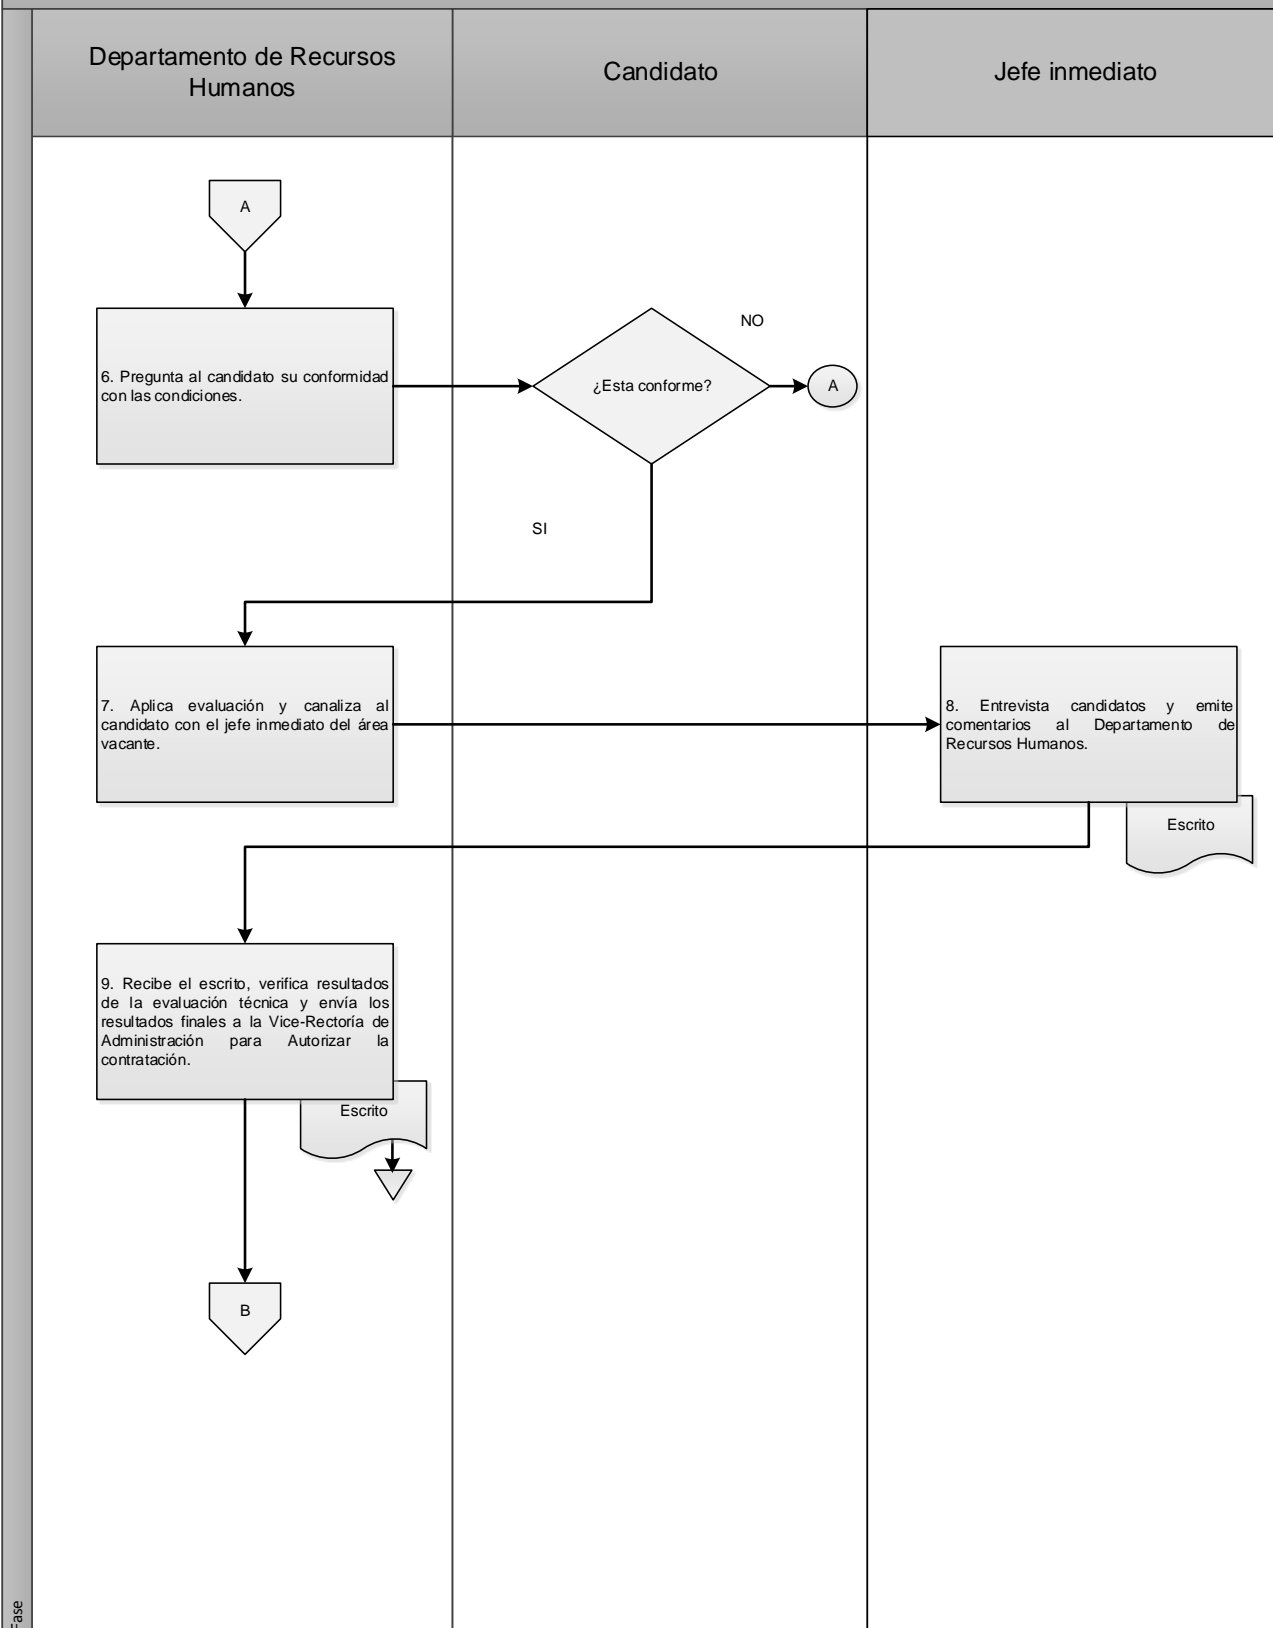 Departamento de Recursos
Humanos
Candidato
Jefe inmediato
A
6. Pregunta al candidato su conformidad
con las condiciones.
¿Esta conforme?
NO
A
SI
7. Aplica evaluación y canaliza al
candidato con el jefe inmediato del área
vacante.
8. Entrevista candidatos y emite
comentarios al Departamento de
Recursos Humanos.
Escrito
9. Recibe el escrito, verifica resultados
de la evaluación técnica y envía los
resultados finales a la Vice-Rectoría de
Administración para Autorizar la
contratación.
Escrito
B
Fase